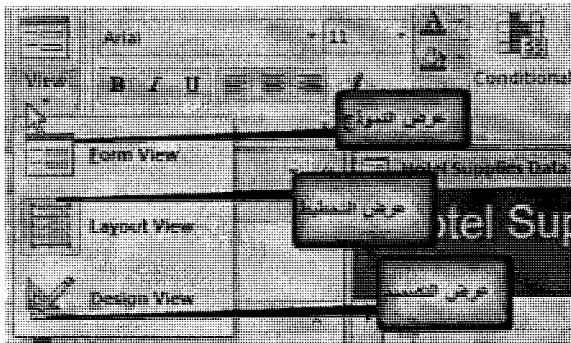 Arial 11
View B I U Conditional
عرض النموذج
Form View
Hotel Supplies Data
عرض التخطيط
Layout View
otel Sup
عرض التصميم
Design View